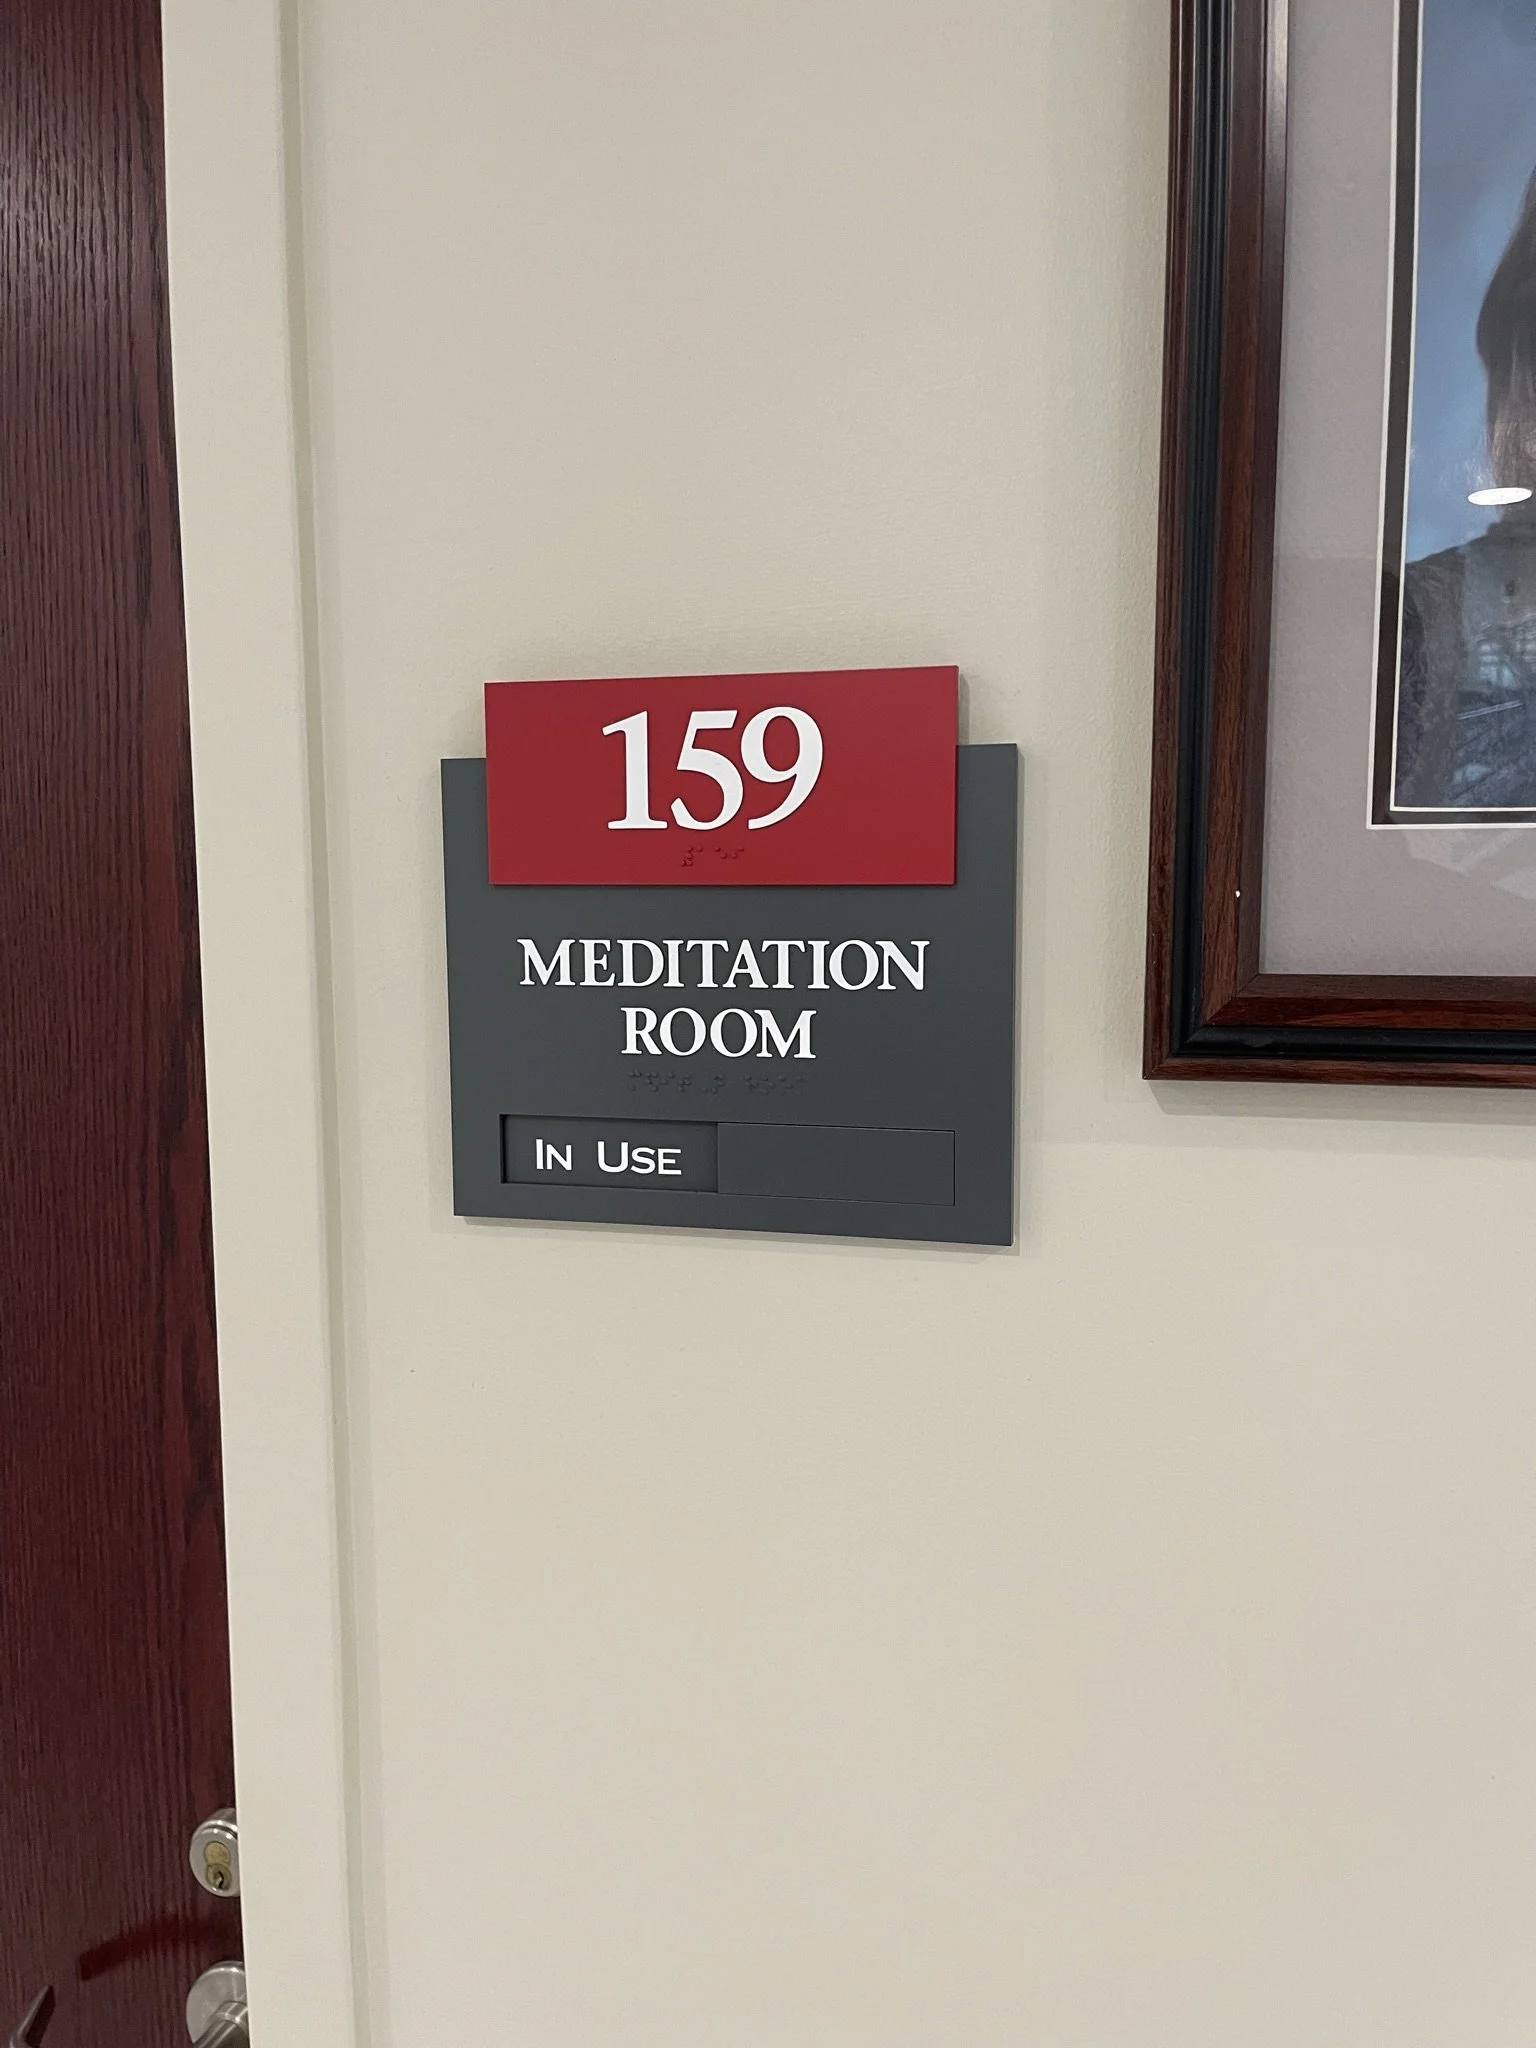 159
MEDITATION
ROOM
IN USE